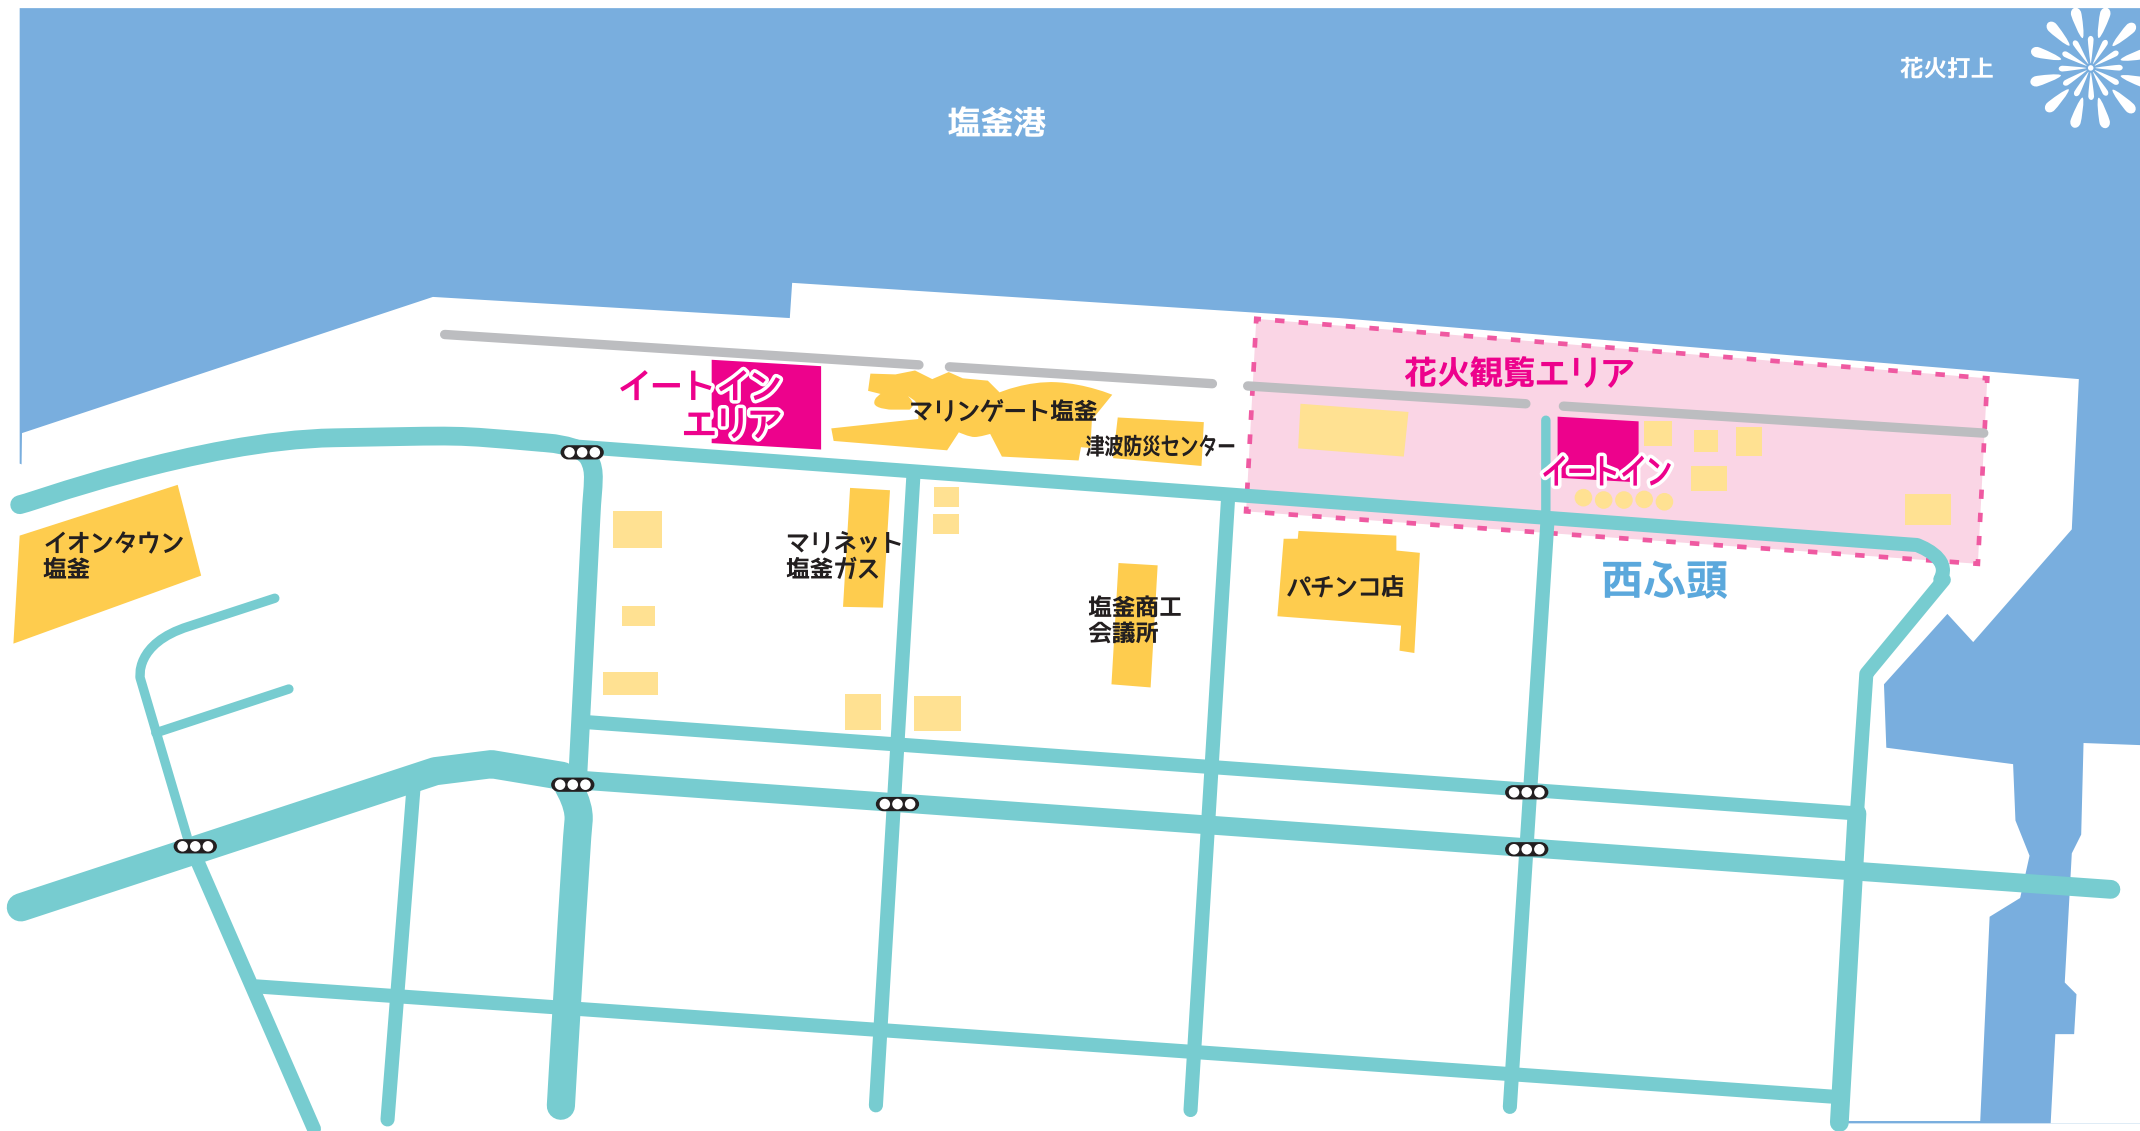 花火打上
塩釜港
花火観覧エリア
イートイン
エリア
マリンゲート塩釜
津波防災センター
イートイン
イオンタウン
塩釜
マリネット
塩釜ガス
塩釜商工
会議所
パチンコ店
西ふ頭